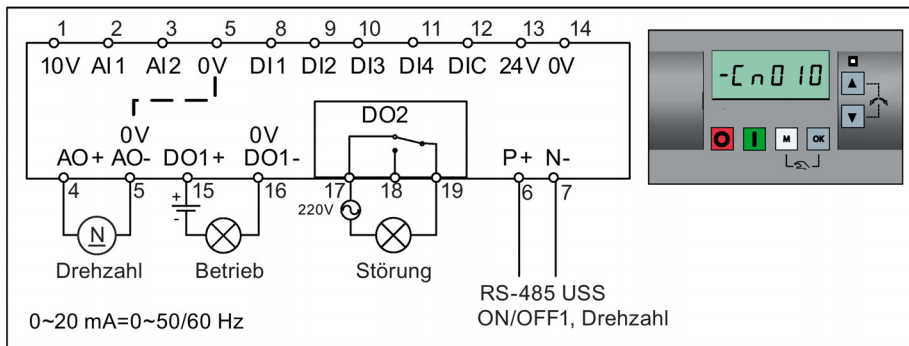 1 2 3 5 8 9 10 11 12 13 14
10V AI1 AI2 0V DI1 DI2 DI3 DI4 DIC 24V 0V
-Cn010
DO2
0V 0V
AO+ AO- DO1+ DO1- P+ N-
M OK
4 5 15 16 17 18 19 6 7
+
-
220V
N
Drehzahl Betrieb Störung
RS-485 USS
ON/OFF1, Drehzahl
0~20 mA=0~50/60 Hz